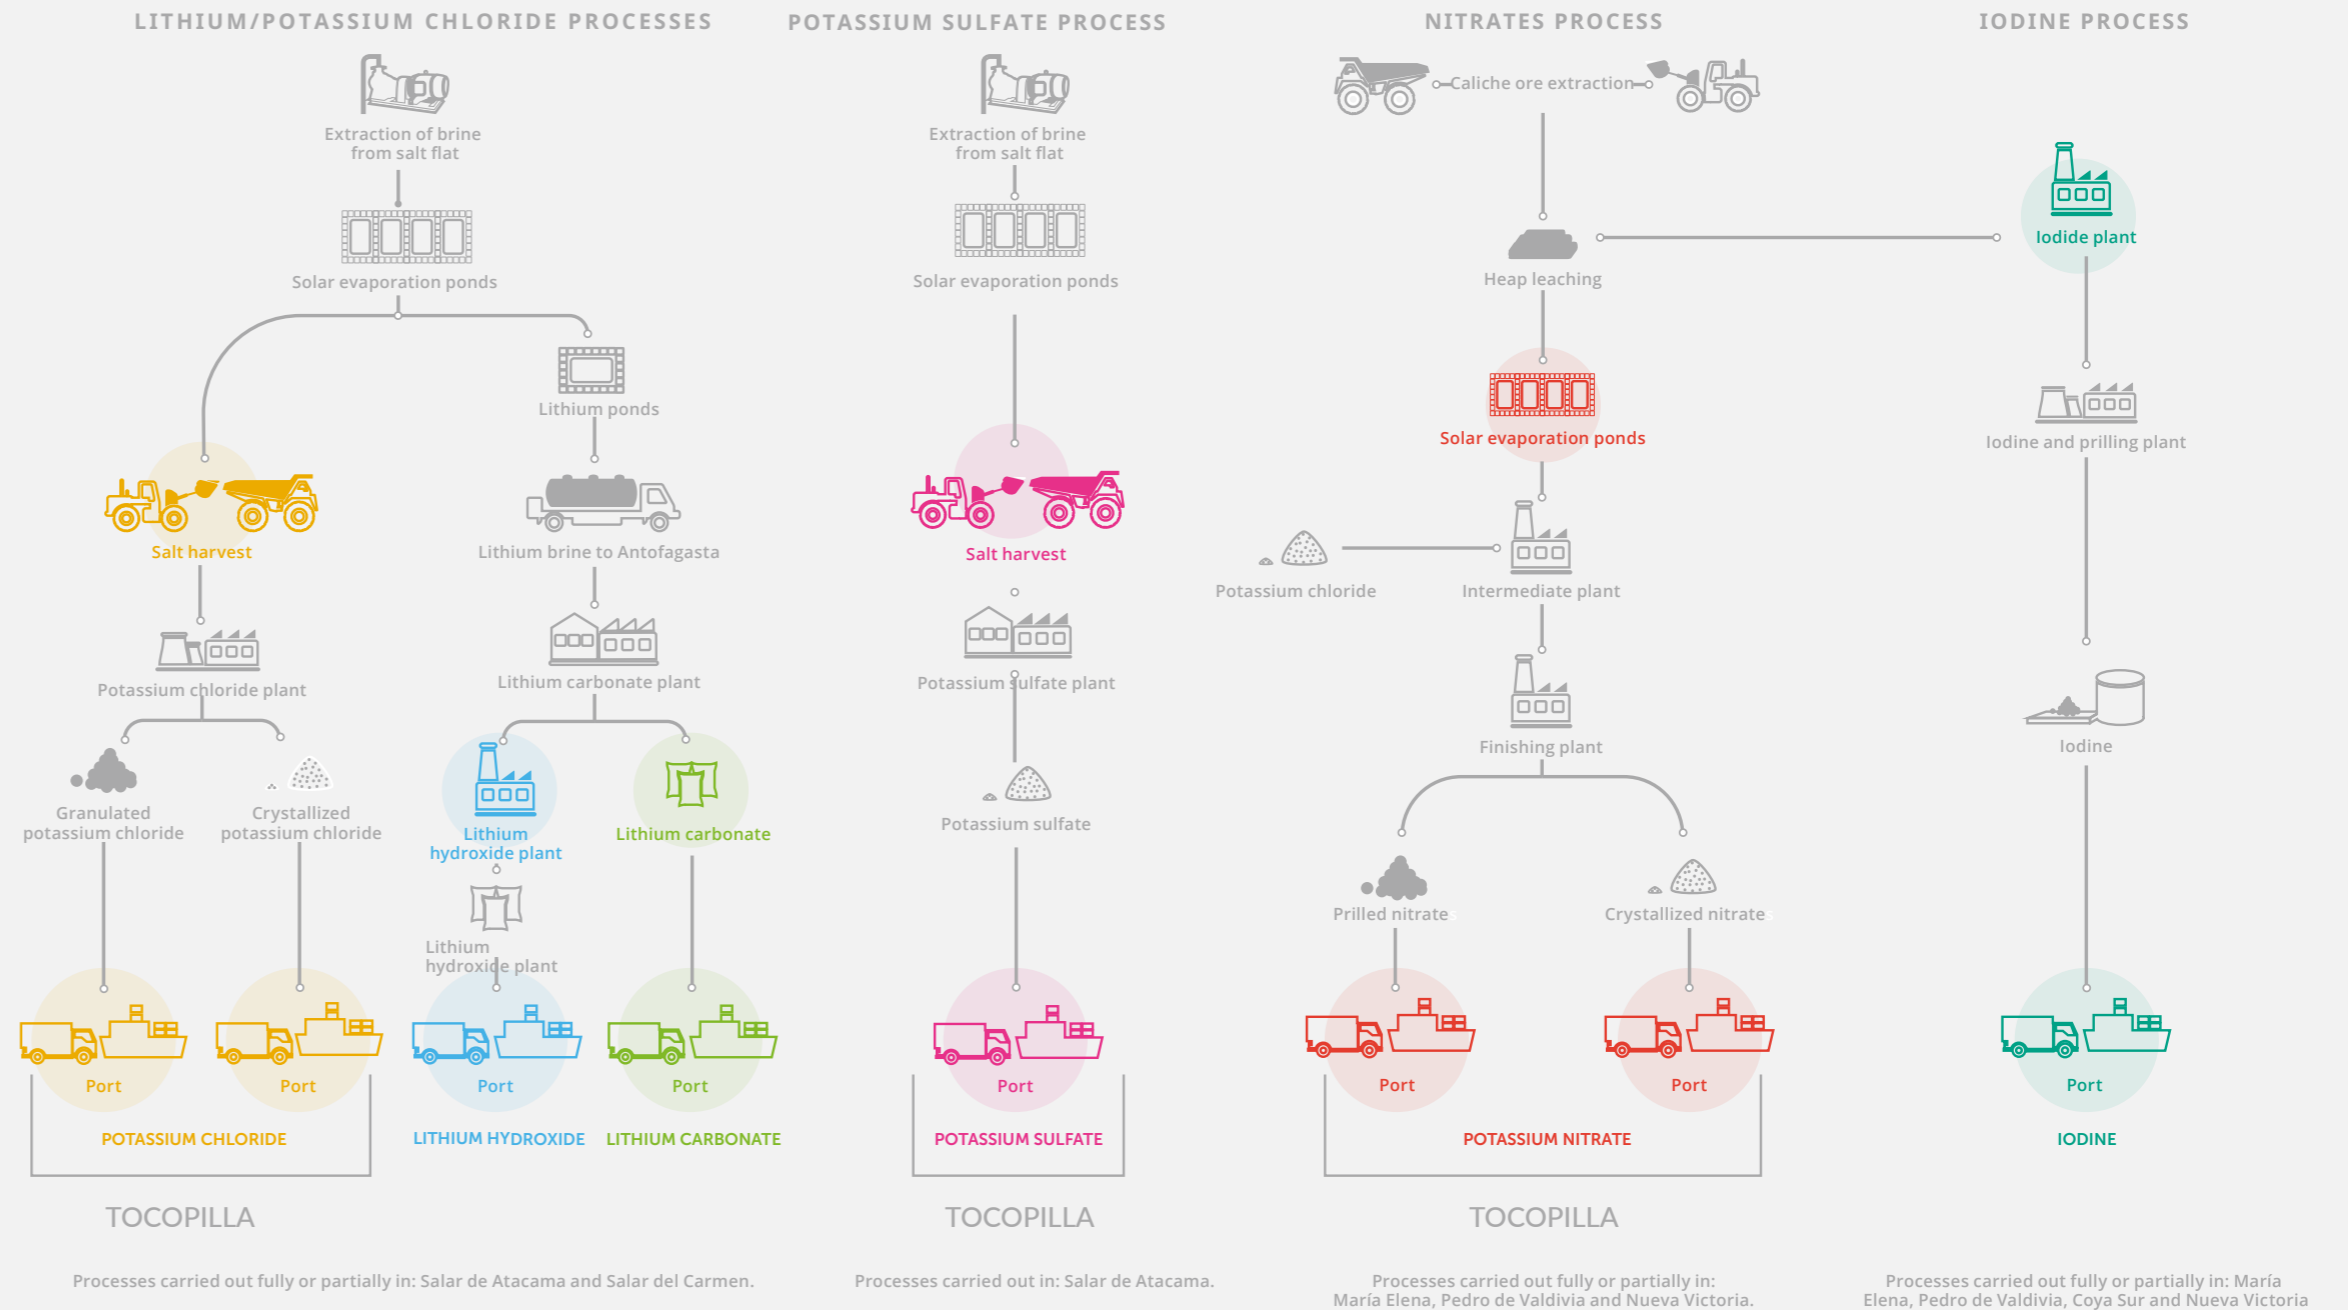 LITHIUM/POTASSIUM CHLORIDE PROCESSES
Extraction of brine
from salt flat
Solar evaporation ponds
Lithium ponds
Salt harvest
Lithium brine to Antofagasta
Potassium chloride plant
Lithium carbonate plant
Granulated
potassium chloride
Crystallized
potassium chloride
Lithium
hydroxide plant
Lithium carbonate
Lithium
hydroxide plant
Port
Port
Port
Port
POTASSIUM CHLORIDE
LITHIUM HYDROXIDE
LITHIUM CARBONATE
TOCOPILLA
Processes carried out fully or partially in: Salar de Atacama and Salar del Carmen.
POTASSIUM SULFATE PROCESS
Extraction of brine
from salt flat
Solar evaporation ponds
Salt harvest
Potassium sulfate plant
Potassium sulfate
Port
POTASSIUM SULFATE
TOCOPILLA
Processes carried out in: Salar de Atacama.
NITRATES PROCESS
Caliche ore extraction
Heap leaching
Solar evaporation ponds
Potassium chloride
Intermediate plant
Finishing plant
Prilled nitrates
Crystallized nitrates
Port
Port
POTASSIUM NITRATE
TOCOPILLA
Processes carried out fully or partially in:
María Elena, Pedro de Valdivia and Nueva Victoria.
IODINE PROCESS
Iodide plant
Iodine and prilling plant
Iodine
Port
IODINE
Processes carried out fully or partially in: María
Elena, Pedro de Valdivia, Coya Sur and Nueva Victoria